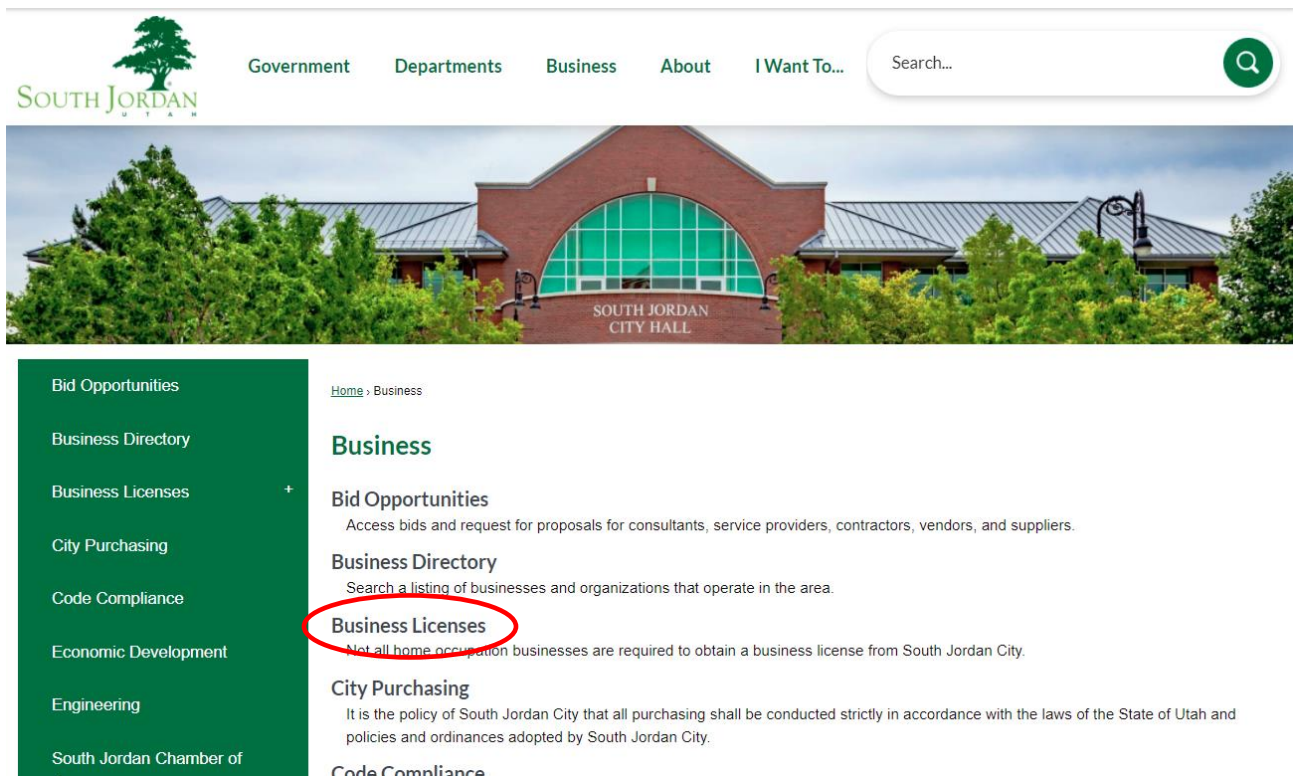 SOUTH JORDAN
UTAH
Government Departments Business About I Want To... Search...
SOUTH JORDAN
CITY HALL
Bid Opportunities
Business Directory
Business Licenses +
City Purchasing
Code Compliance
Economic Development
Engineering
South Jordan Chamber of
Home › Business
Business
Bid Opportunities
Access bids and request for proposals for consultants, service providers, contractors, vendors, and suppliers.
Business Directory
Search a listing of businesses and organizations that operate in the area.
Business Licenses
Not all home occupation businesses are required to obtain a business license from South Jordan City.
City Purchasing
It is the policy of South Jordan City that all purchasing shall be conducted strictly in accordance with the laws of the State of Utah and
policies and ordinances adopted by South Jordan City.
Code Compliance